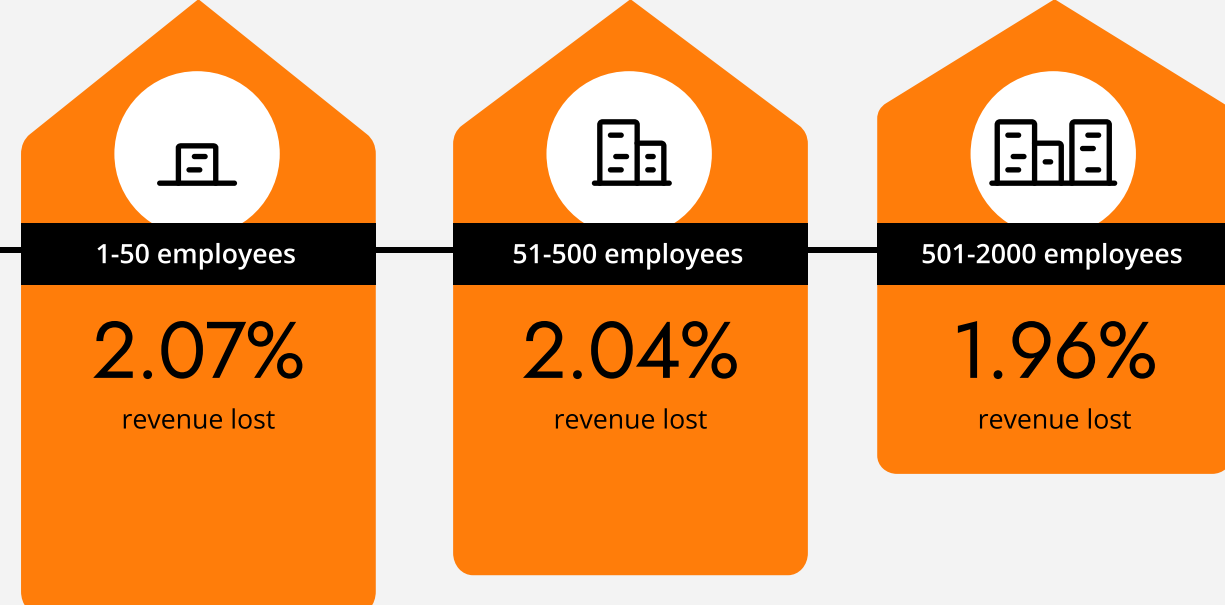 1-50 employees
2.07%
revenue lost
51-500 employees
2.04%
revenue lost
501-2000 employees
1.96%
revenue lost